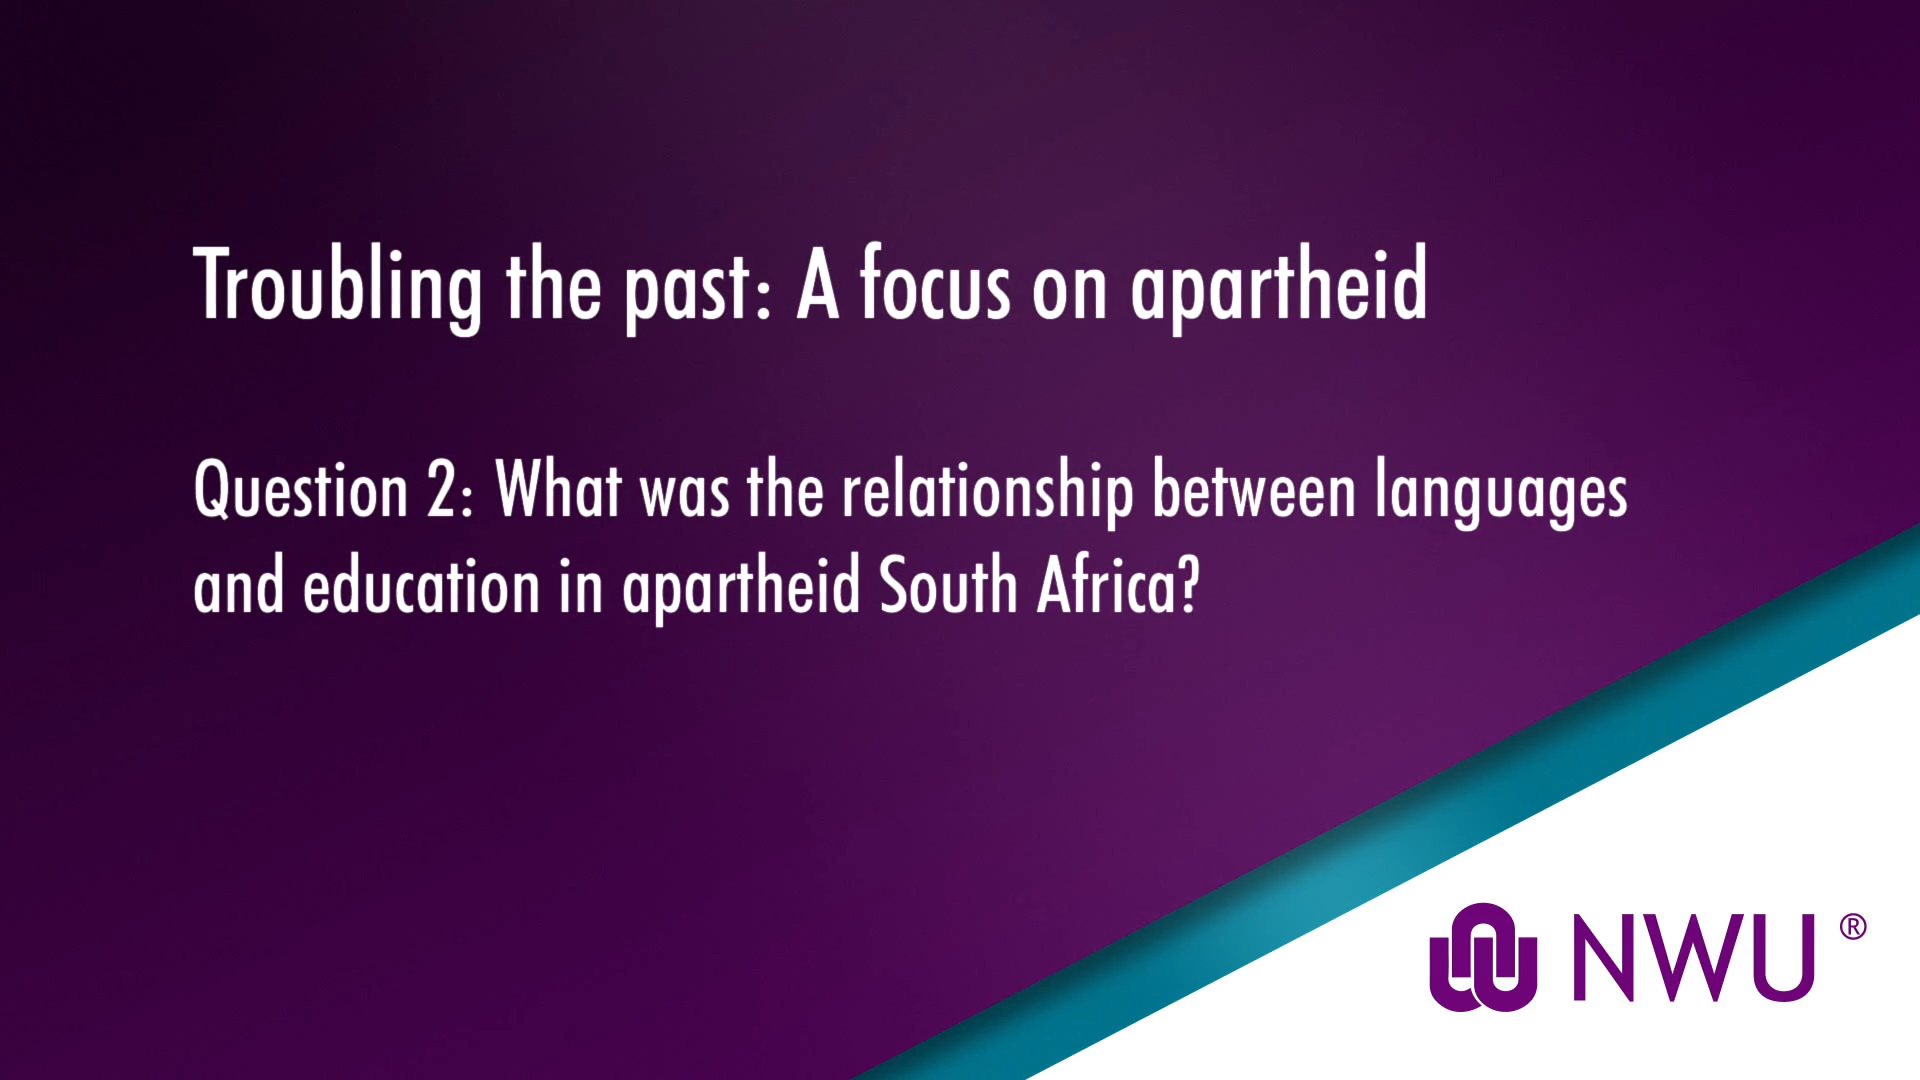 Troubling the past: A focus on apartheid
Question 2: What was the relationship between languages
and education in apartheid South Africa?
NWU ®